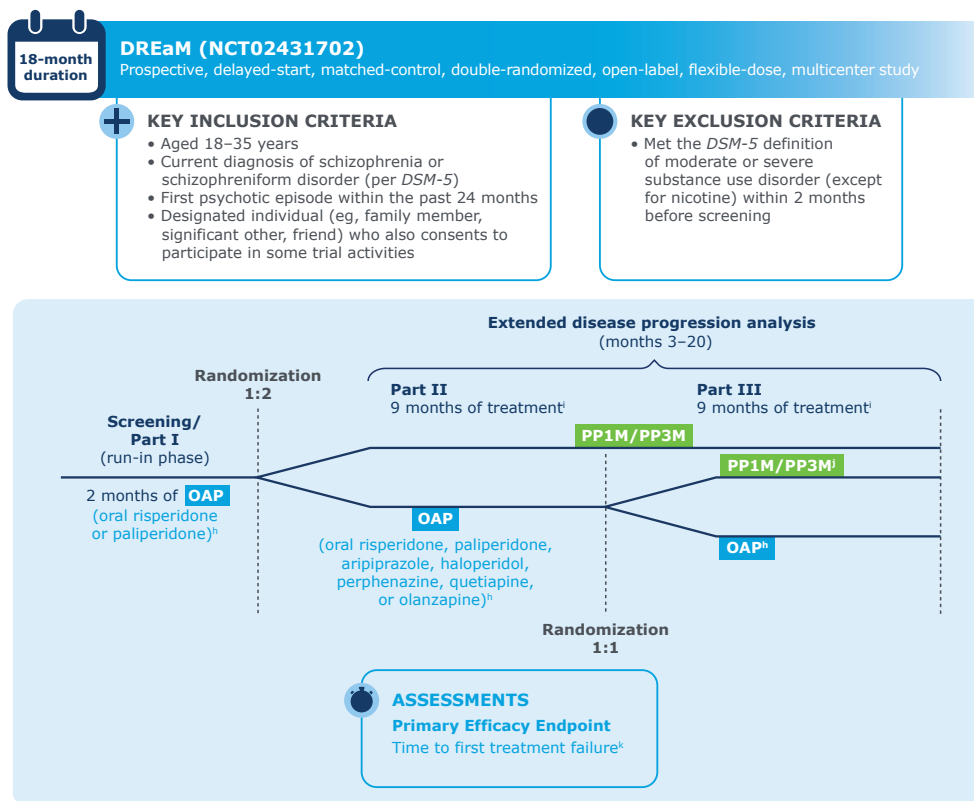 18-month
duration
DREaM (NCT02431702)
Prospective, delayed-start, matched-control, double-randomized, open-label, flexible-dose, multicenter study
KEY INCLUSION CRITERIA
• Aged 18–35 years
• Current diagnosis of schizophrenia or
schizophreniform disorder (per DSM-5)
• First psychotic episode within the past 24 months
• Designated individual (eg, family member,
significant other, friend) who also consents to
participate in some trial activities
KEY EXCLUSION CRITERIA
• Met the DSM-5 definition
of moderate or severe
substance use disorder (except
for nicotine) within 2 months
before screening
Extended disease progression analysis
(months 3–20)
Randomization
1:2
Part II
9 months of treatmentⁱ
Part III
9 months of treatmentⁱ
Screening/
Part I
(run-in phase)
PP1M/PP3M
PP1M/PP3Mʲ
2 months of OAP
(oral risperidone
or paliperidone)ʰ
OAP
(oral risperidone, paliperidone,
aripiprazole, haloperidol,
perphenazine, quetiapine,
or olanzapine)ʰ
OAPʰ
Randomization
1:1
ASSESSMENTS
Primary Efficacy Endpoint
Time to first treatment failureᵏ